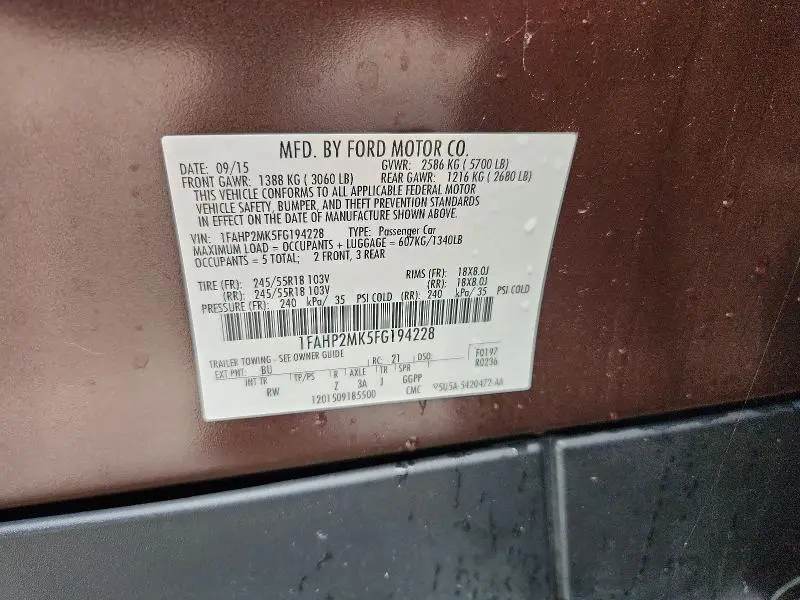 MFD. BY FORD MOTOR CO.
DATE: 09/15 GVWR: 2586 KG ( 5700 LB)
FRONT GAWR: 1388 KG ( 3060 LB) REAR GAWR: 1216 KG ( 2680 LB)
THIS VEHICLE CONFORMS TO ALL APPLICABLE FEDERAL MOTOR
VEHICLE SAFETY, BUMPER, AND THEFT PREVENTION STANDARDS
IN EFFECT ON THE DATE OF MANUFACTURE SHOWN ABOVE.
VIN: 1FAHP2MK5FG194228 TYPE: Passenger Car
MAXIMUM LOAD = OCCUPANTS + LUGGAGE = 607KG/1340LB
OCCUPANTS = 5 TOTAL; 2 FRONT, 3 REAR
TIRE (FR): 245/55R18 103V RIMS (FR): 18X8.0J
(RR): 245/55R18 103V (RR): 18X8.0J
PRESSURE (FR): 240 kPa/ 35 PSI COLD (RR): 240 kPa/ 35 PSI COLD
1FAHP2MK5FG194228
TRAILER TOWING - SEE OWNER GUIDE
EXT PNT: BU RC: 21 DSO: F0197
R0236
INT TR TP/PS R AXLE TR SPR
RW Z 3A J GGPP
1201509185500 CMC 5U5A-5420472-AA